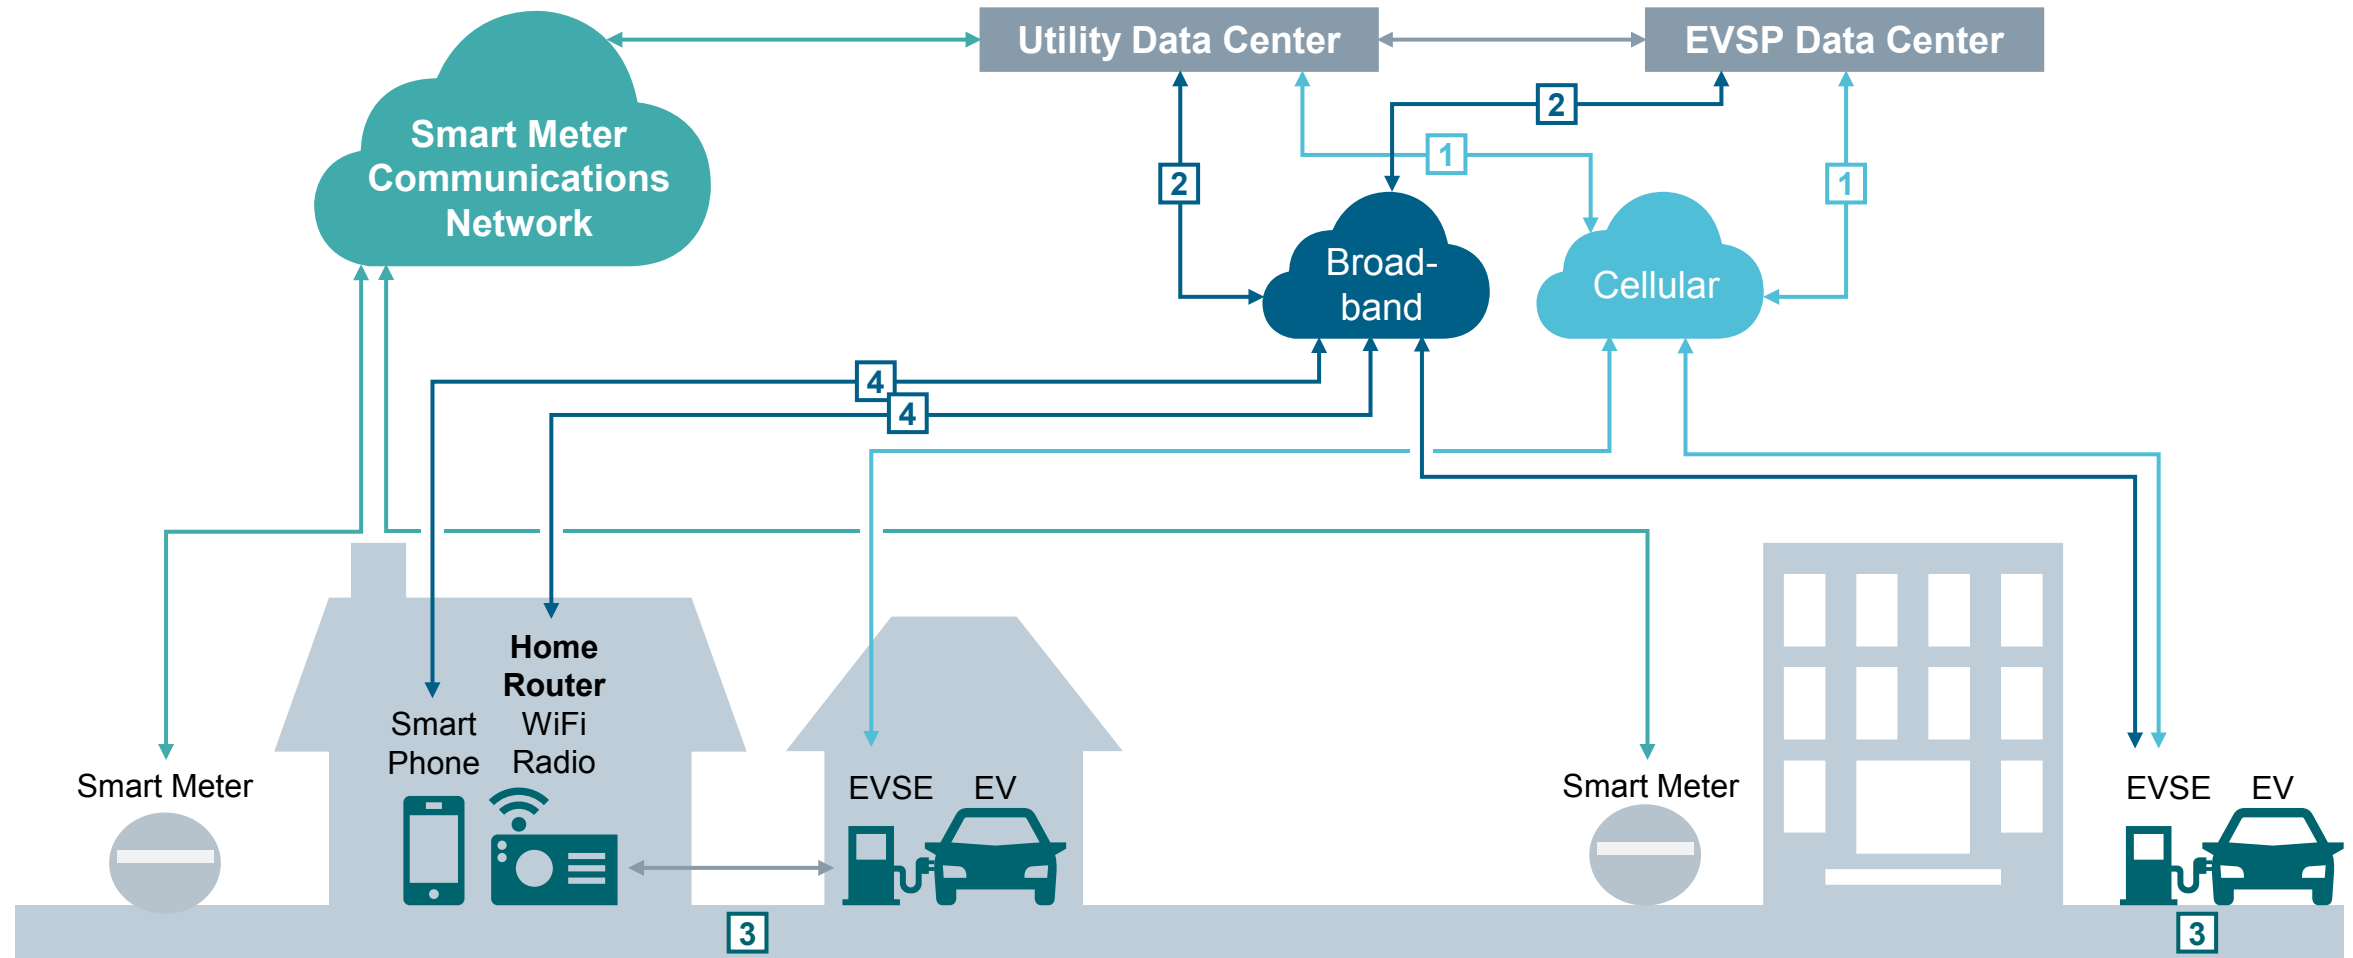 Utility Data Center
EVSP Data Center
Smart Meter
Communications
Network
2
1
2
1
Broad-
band
Cellular
4
4
Home
Router
WiFi
Radio
Smart
Phone
Smart Meter
EVSE
EV
Smart Meter
EVSE
EV
3
3